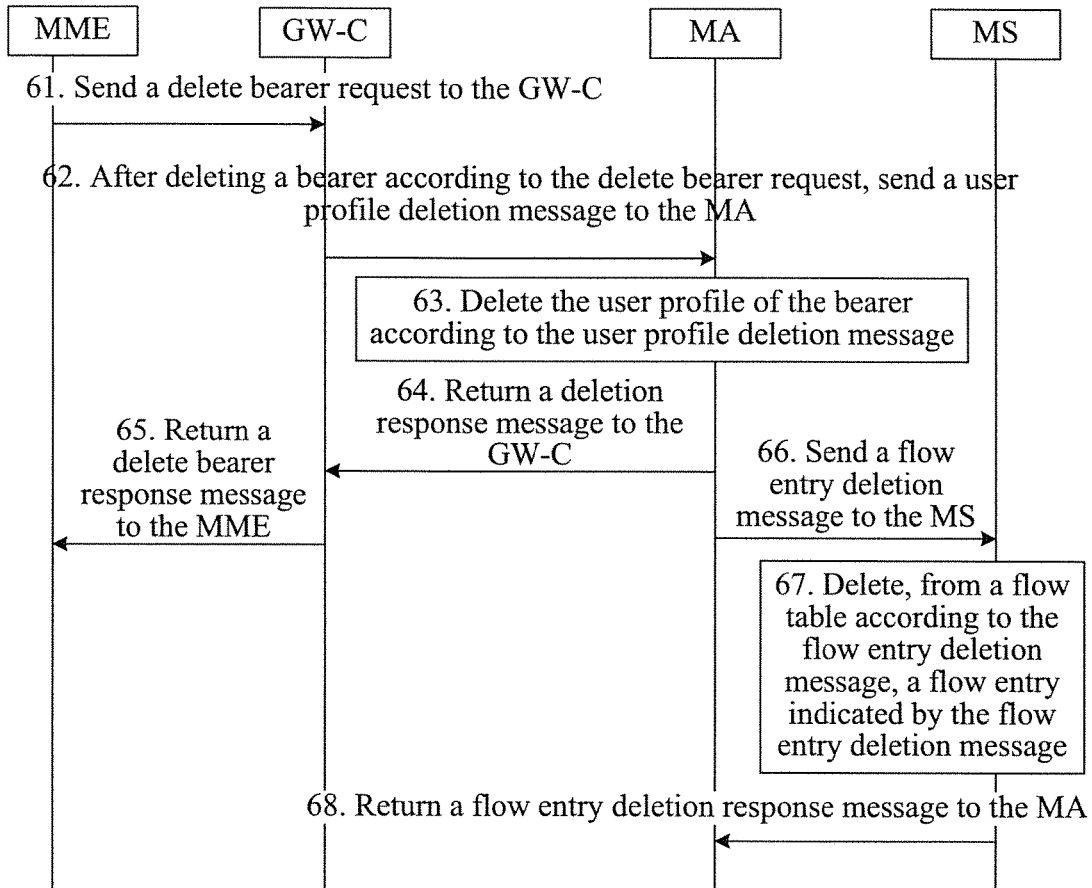 MME
GW-C
MA
MS
61. Send a delete bearer request to the GW-C
62. After deleting a bearer according to the delete bearer request, send a user
profile deletion message to the MA
63. Delete the user profile of the bearer
according to the user profile deletion message
64. Return a deletion
response message to the
GW-C
65. Return a
delete bearer
response message
to the MME
66. Send a flow
entry deletion
message to the MS
67. Delete, from a flow
table according to the
flow entry deletion
message, a flow entry
indicated by the flow
entry deletion message
68. Return a flow entry deletion response message to the MA